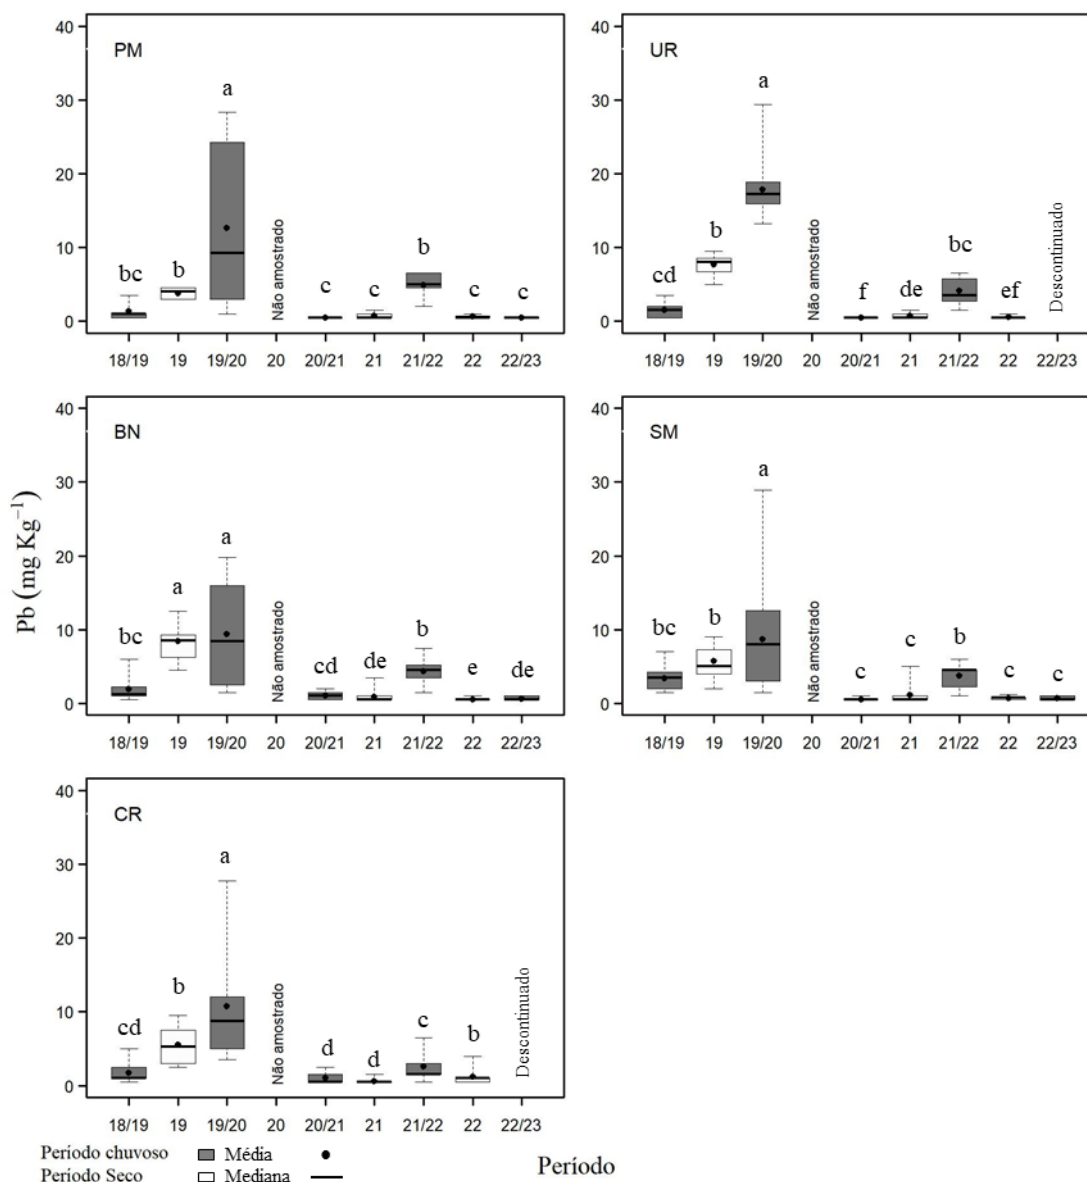 PM
40
30
20
10
0
a
bc
b
Não amostrado
c
c
b
c
c
18/19 19 19/20 20 20/21 21 21/22 22 22/23
UR
40
30
20
10
0
a
cd
b
Não amostrado
f
de
bc
ef
Descontinuado
18/19 19 19/20 20 20/21 21 21/22 22 22/23
Pb (mg Kg⁻¹)
BN
40
30
20
10
0
bc
a
a
Não amostrado
cd
de
b
e
de
18/19 19 19/20 20 20/21 21 21/22 22 22/23
SM
40
30
20
10
0
bc
b
a
Não amostrado
c
c
b
c
c
18/19 19 19/20 20 20/21 21 21/22 22 22/23
CR
40
30
20
10
0
cd
b
a
Não amostrado
d
d
c
b
Descontinuado
18/19 19 19/20 20 20/21 21 21/22 22 22/23
Período chuvoso Média
Período Seco Mediana
Período